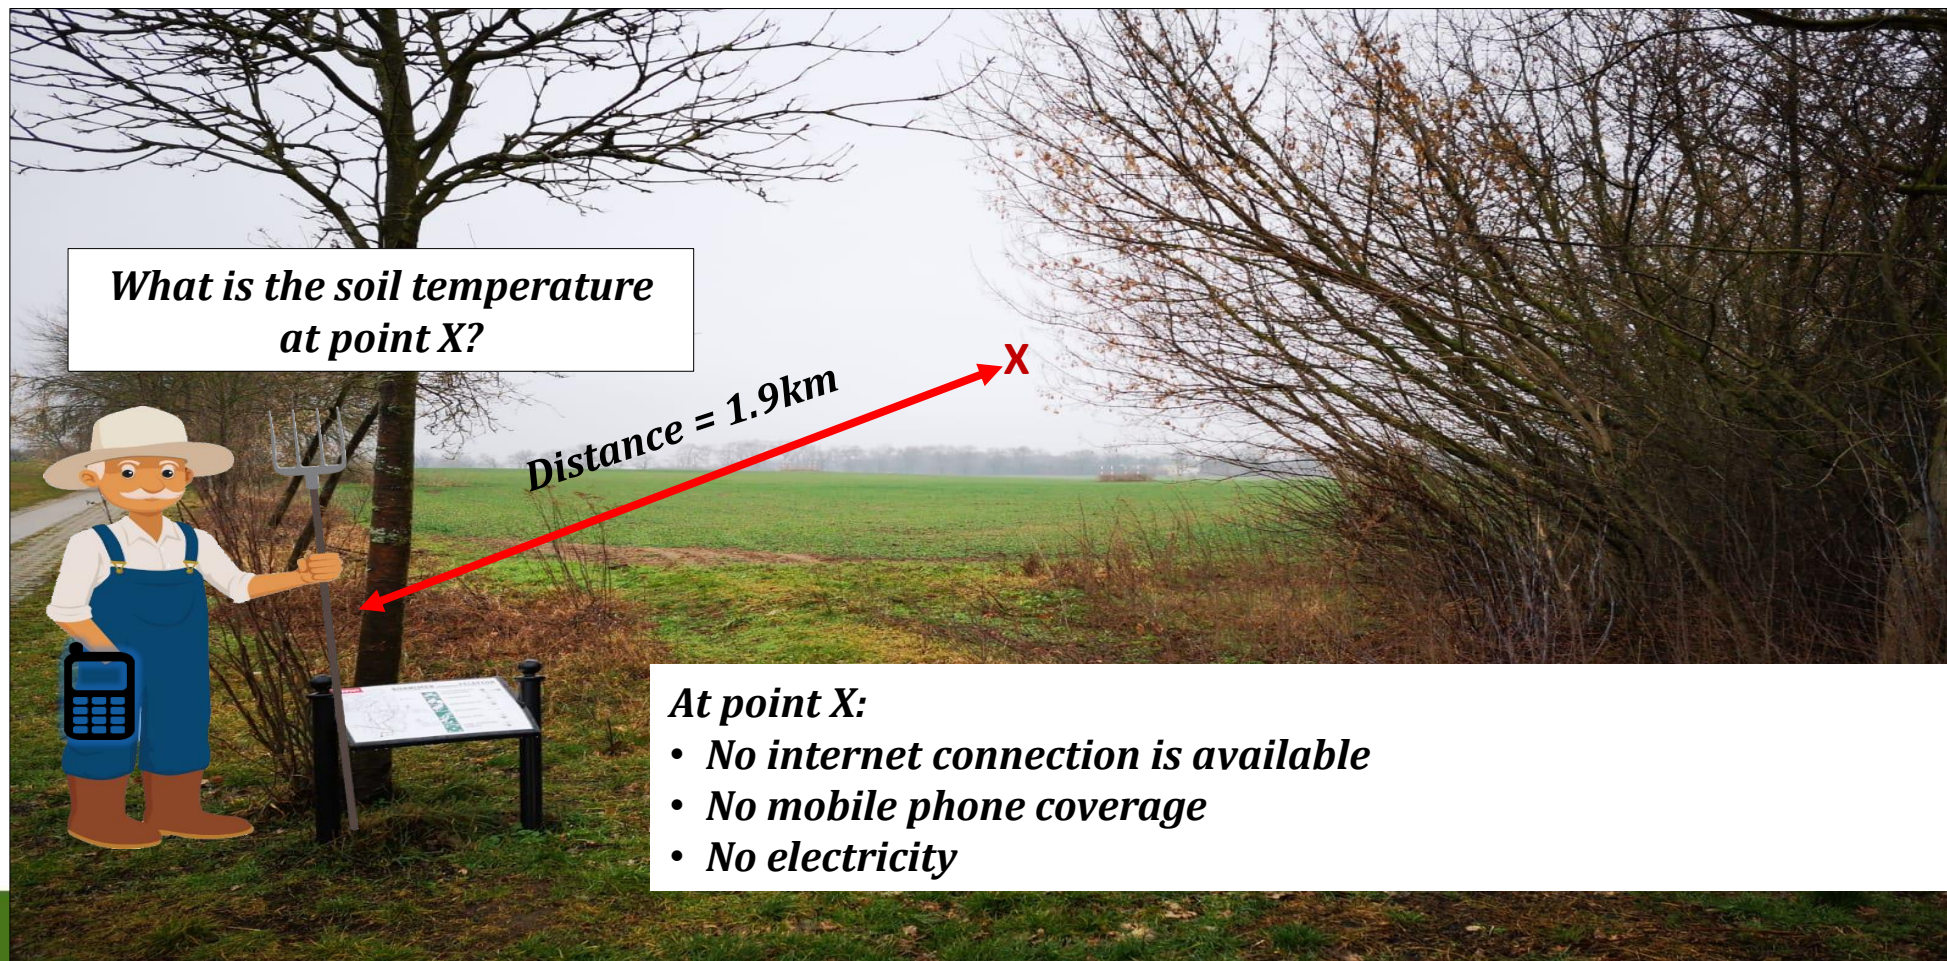 What is the soil temperature
at point X?
X
Distance = 1.9km
At point X:
• No internet connection is available
• No mobile phone coverage
• No electricity